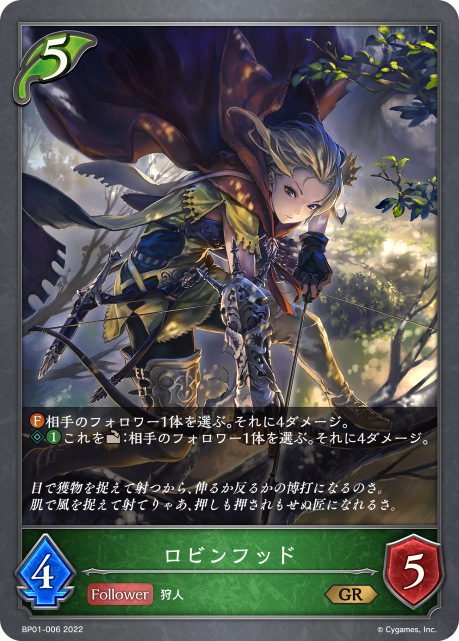 5
F相手のフォロワー1体を選ぶ。それに4ダメージ。
1これを:相手のフォロワー1体を選ぶ。それに4ダメージ。
目で獲物を捉えて射つから、伸るか反るかの博打になるのさ。
肌で風を捉えて射てりゃあ、押しも押されもせぬ匠になれるさ。
ロビンフッド
4
Follower 狩人
GR
5
BP01-006 2022
© Cygames, Inc.